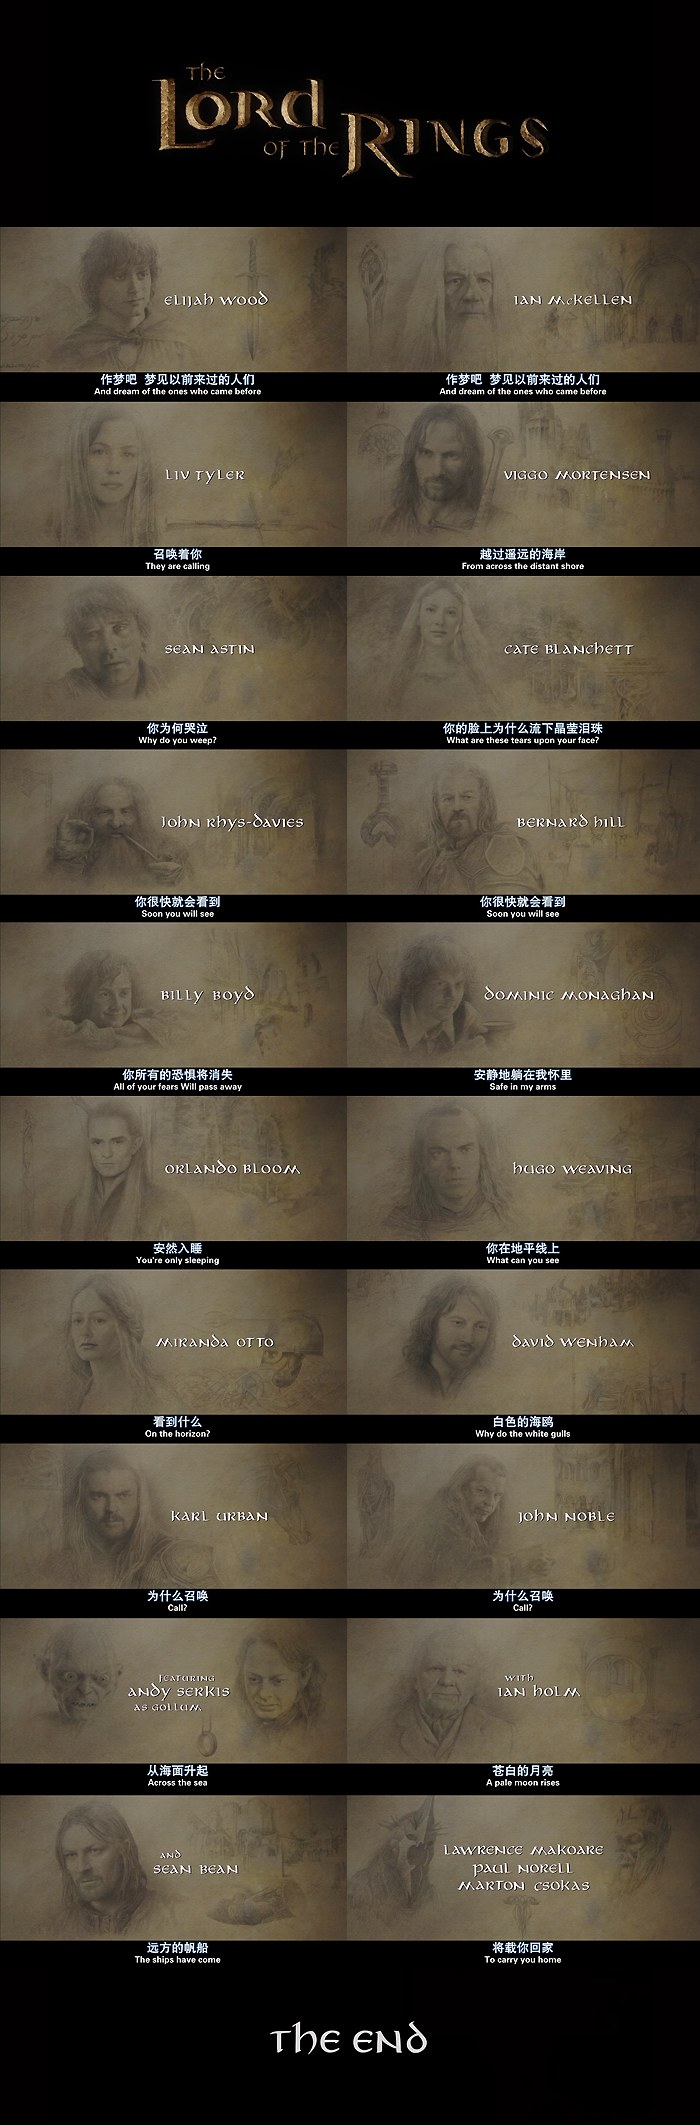 THE
LORD
OF THE RINGS
ELIJAH WOOD
作梦吧 梦见以前来过的人们
And dream of the ones who came before
IAN McKELLEN
作梦吧 梦见以前来过的人们
And dream of the ones who came before
LIV TYLER
召唤着你
They are calling
VIGGO MORTENSEN
越过遥远的海岸
From across the distant shore
SEAN ASTIN
你为何哭泣
Why do you weep?
CATE BLANCHETT
你的脸上为什么流下晶莹泪珠
What are these tears upon your face?
JOHN RHYS-DAVIES
你很快就会看到
Soon you will see
BERNARD HILL
你很快就会看到
Soon you will see
BILLY BOYD
你所有的恐惧将消失
All of your fears Will pass away
DOMINIC MONAGHAN
安静地躺在我怀里
Safe in my arms
ORLANDO BLOOM
安然入睡
You're only sleeping
HUGO WEAVING
你在地平线上
What can you see
MIRANDA OTTO
看到什么
On the horizon?
DAVID WENHAM
白色的海鸥
Why do the white gulls
KARL URBAN
为什么召唤
Call?
JOHN NOBLE
为什么召唤
Call?
FEATURING
ANDY SERKIS
AS GOLLUM
从海面升起
Across the sea
WITH
IAN HOLM
苍白的月亮
A pale moon rises
AND
SEAN BEAN
远方的帆船
The ships have come
LAWRENCE MAKOARE
PAUL NORELL
MARTON CSOKAS
将载你回家
To carry you home
THE END